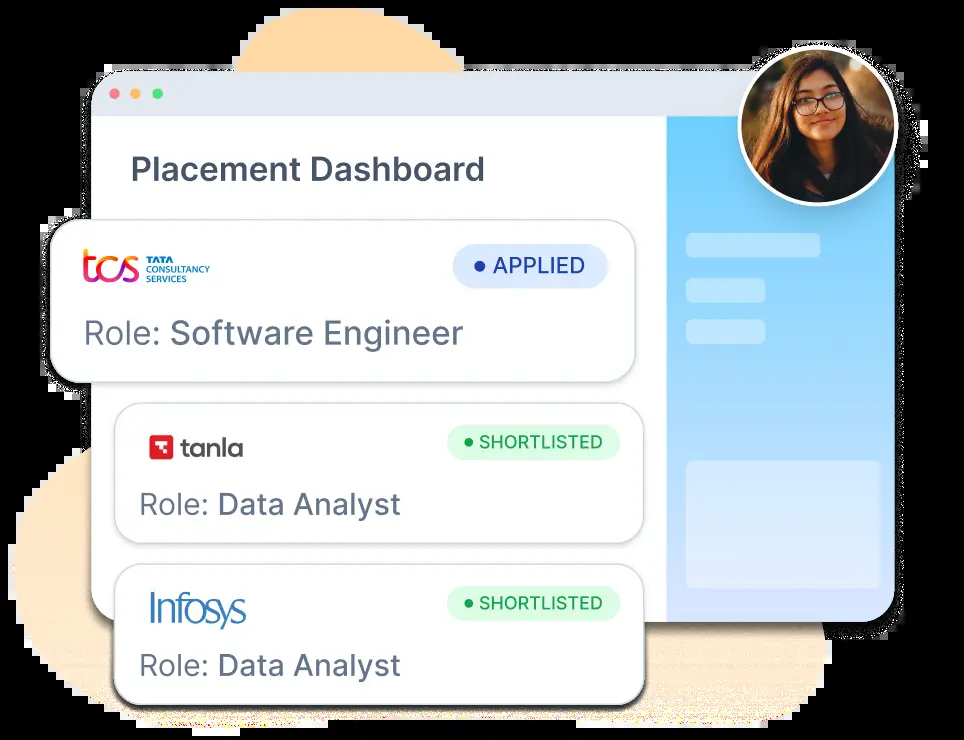 Placement Dashboard
tcs TATA
CONSULTANCY
SERVICES
APPLIED
Role: Software Engineer
tanla
SHORTLISTED
Role: Data Analyst
Infosys
SHORTLISTED
Role: Data Analyst